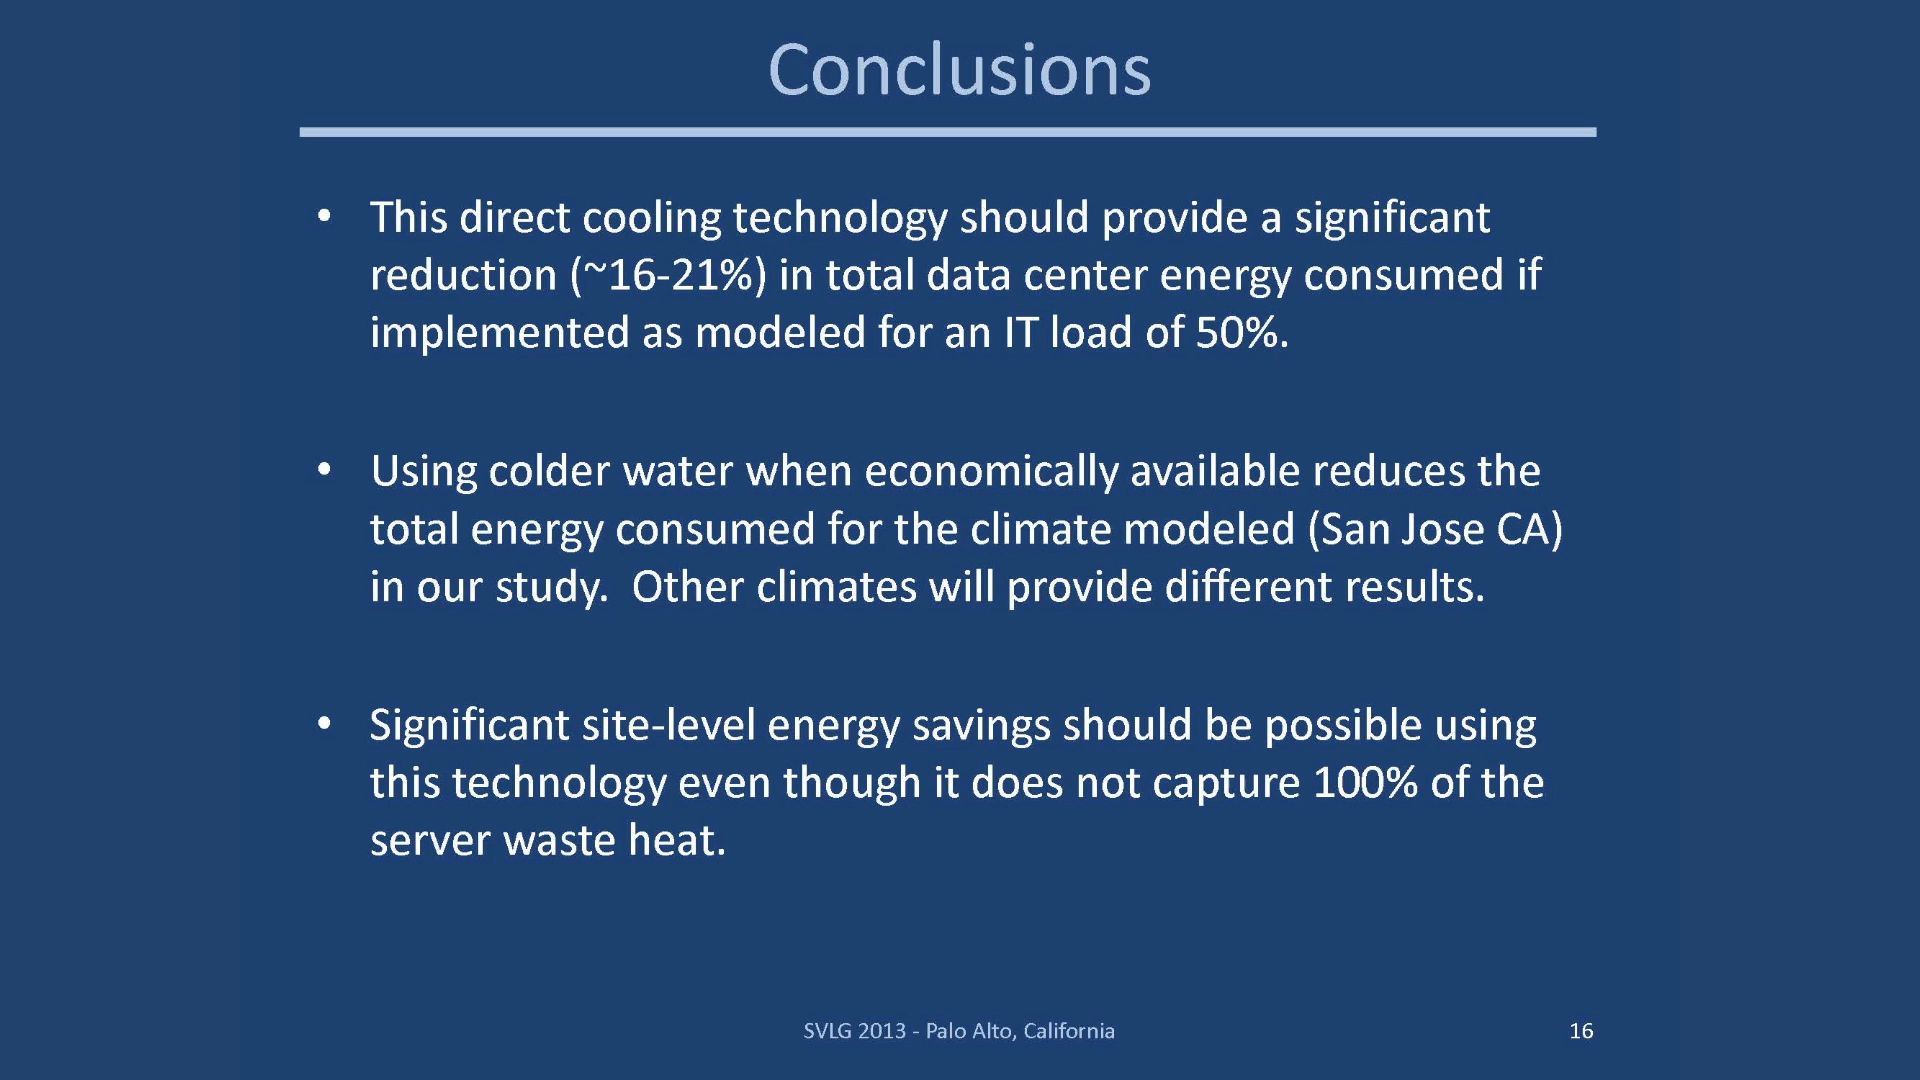 Conclusions
• This direct cooling technology should provide a significant
reduction (~16-21%) in total data center energy consumed if
implemented as modeled for an IT load of 50%.
• Using colder water when economically available reduces the
total energy consumed for the climate modeled (San Jose CA)
in our study.  Other climates will provide different results.
• Significant site-level energy savings should be possible using
this technology even though it does not capture 100% of the
server waste heat.
SVLG 2013 - Palo Alto, California
16